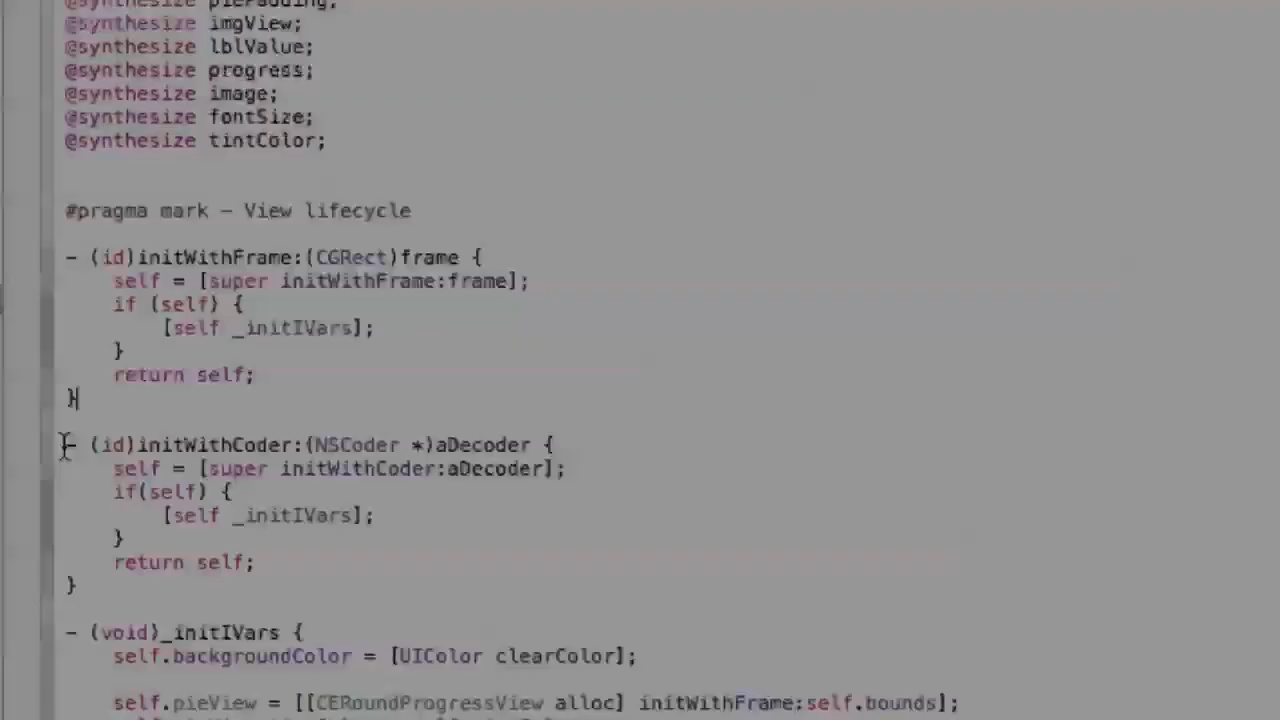 @synthesize piePadding;
@synthesize imgView;
@synthesize lblValue;
@synthesize progress;
@synthesize image;
@synthesize fontSize;
@synthesize tintColor;
#pragma mark - View lifecycle
- (id)initWithFrame:(CGRect)frame {
self = [super initWithFrame:frame];
if (self) {
[self _initIVars];
}
return self;
}
- (id)initWithCoder:(NSCoder *)aDecoder {
self = [super initWithCoder:aDecoder];
if(self) {
[self _initIVars];
}
return self;
}
- (void)_initIVars {
self.backgroundColor = [UIColor clearColor];
self.pieView = [[CERoundProgressView alloc] initWithFrame:self.bounds];